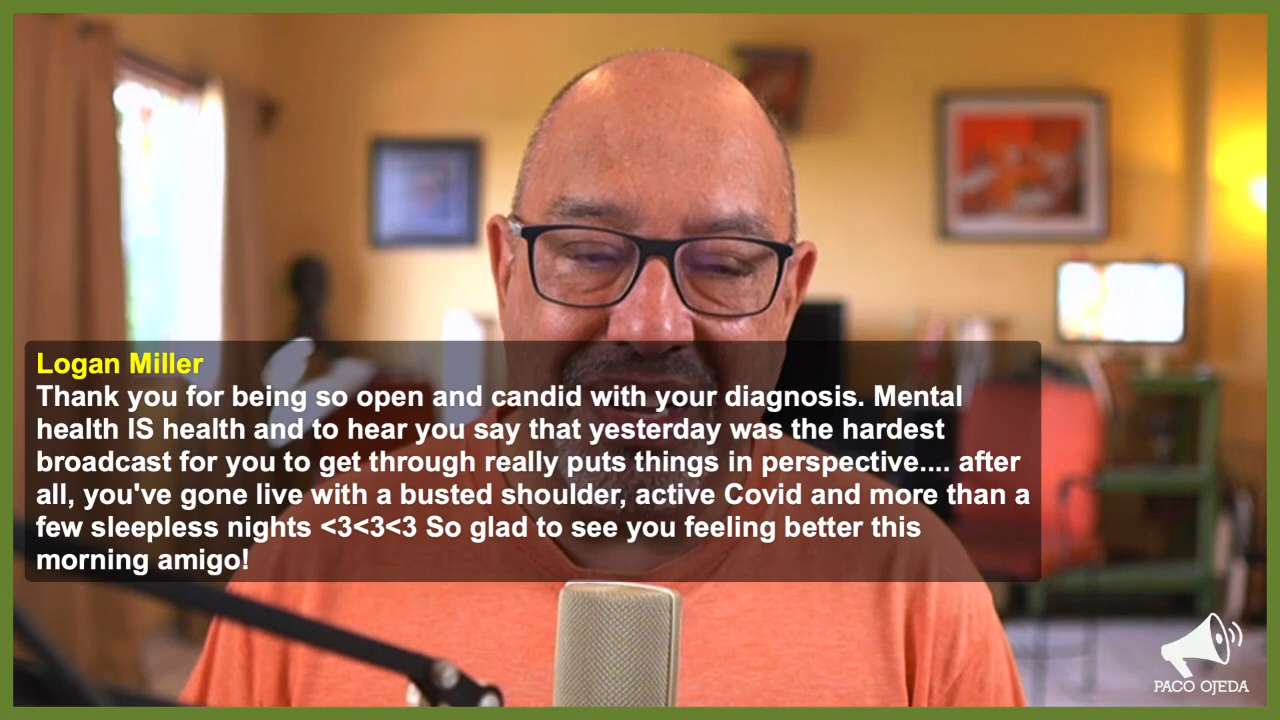 Logan Miller
Thank you for being so open and candid with your diagnosis. Mental
health IS health and to hear you say that yesterday was the hardest
broadcast for you to get through really puts things in perspective.... after
all, you've gone live with a busted shoulder, active Covid and more than a
few sleepless nights <3<3<3 So glad to see you feeling better this
morning amigo!
PACO OJEDA